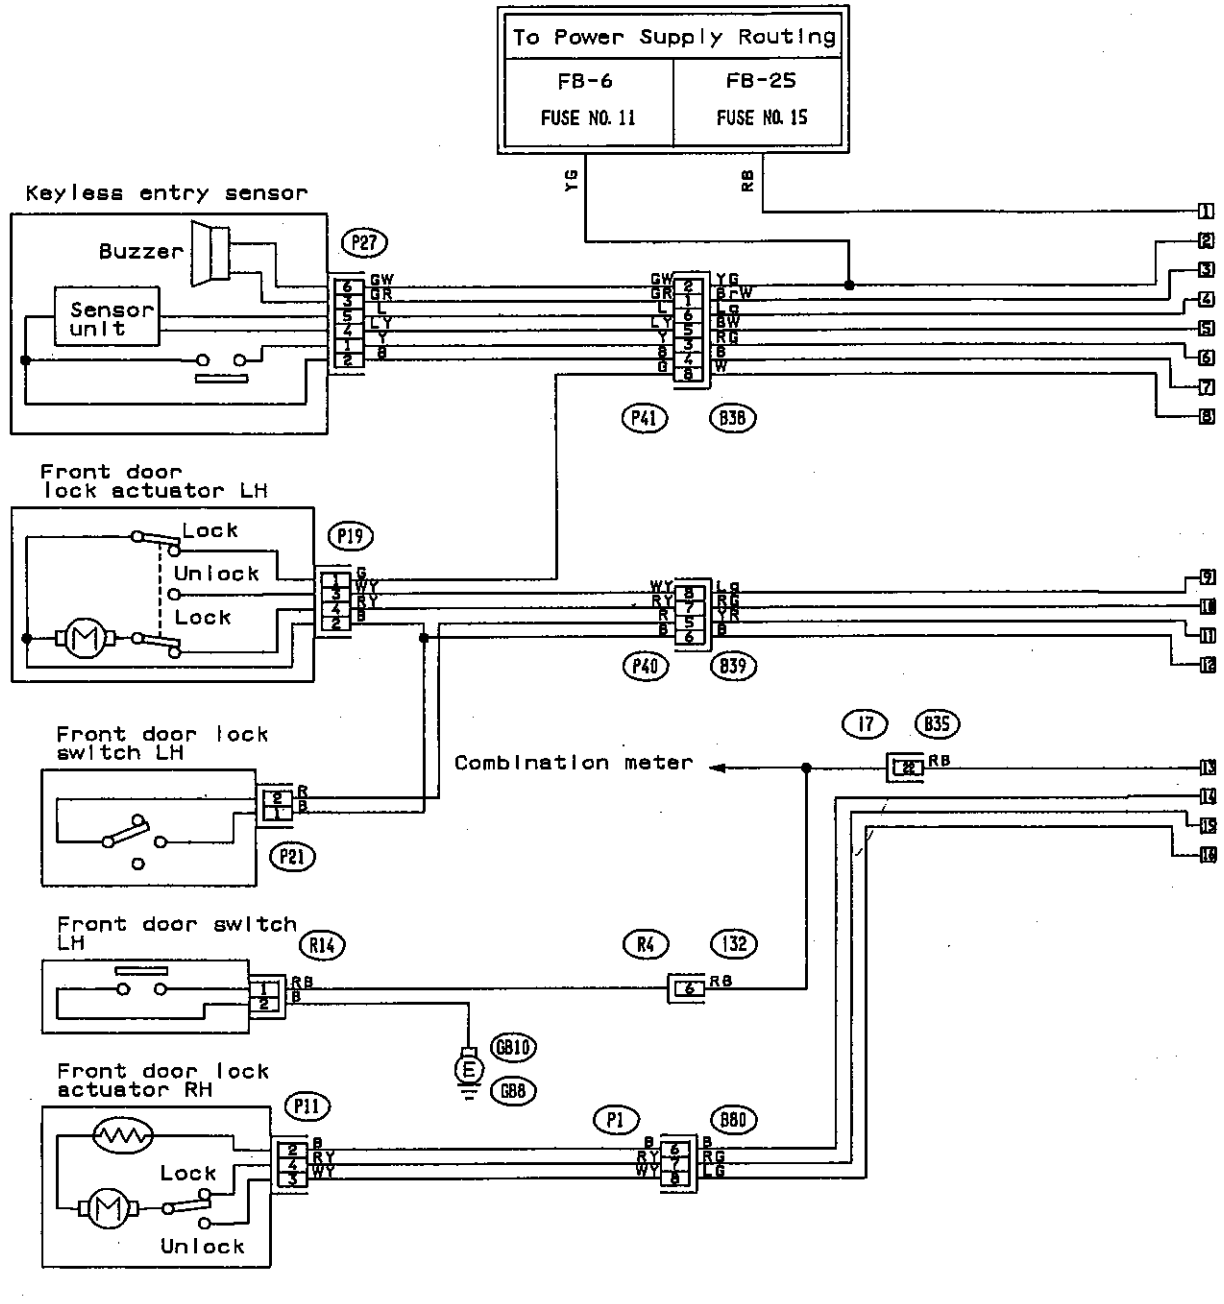 To Power Supply Routing
FB-6
FB-25
FUSE NO. 11
FUSE NO. 15
YG
RB
1
2
3
4
5
6
7
8
Keyless entry sensor
Buzzer
Sensor
unit
P27
6 GW
3 GR
5 L
4 LY
1 Y
2 B
GW 2 YG
GR 1 BrW
L 6 Lg
LY 5 BW
Y 3 RG
B 4 B
G 8 W
P41
B38
Front door
lock actuator LH
Lock
Unlock
Lock
M
P19
1 G
3 WY
4 RY
2 B
WY 8 Lg
RY 7 RG
R 5 YR
B 6 B
P40
B39
9
10
11
12
Front door lock
switch LH
2 R
1 B
P21
Combination meter
i7
B35
22 RB
13
14
15
16
Front door switch
LH
R14
1 RB
2 B
R4
i32
6 RB
E
GB10
GB8
Front door lock
actuator RH
M
Lock
Unlock
P11
2 B
4 RY
3 WY
P1
B80
B 6 B
RY 7 RG
WY 8 LG